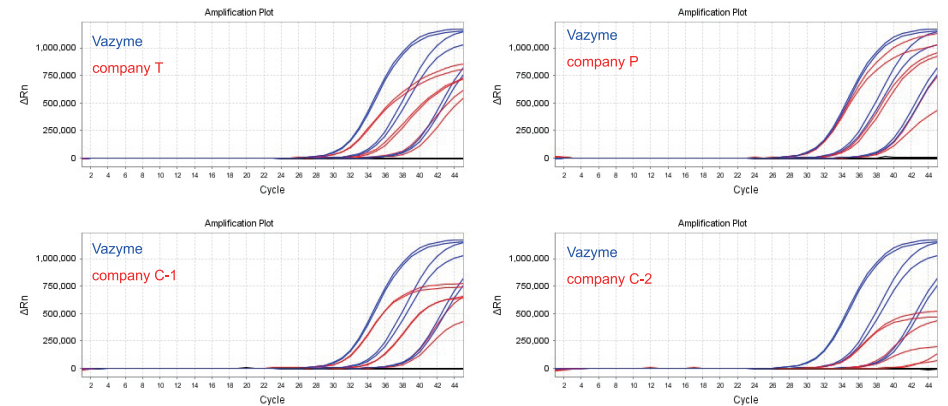 Amplification Plot
Vazyme
company T
ΔRn
1,000,000
750,000
500,000
250,000
0
2 4 6 8 10 12 14 16 18 20 22 24 26 28 30 32 34 36 38 40 42 44
Cycle
Amplification Plot
Vazyme
company P
ΔRn
1,000,000
750,000
500,000
250,000
0
2 4 6 8 10 12 14 16 18 20 22 24 26 28 30 32 34 36 38 40 42 44
Cycle
Amplification Plot
Vazyme
company C-1
ΔRn
1,000,000
750,000
500,000
250,000
0
2 4 6 8 10 12 14 16 18 20 22 24 26 28 30 32 34 36 38 40 42 44
Cycle
Amplification Plot
Vazyme
company C-2
ΔRn
1,000,000
750,000
500,000
250,000
0
2 4 6 8 10 12 14 16 18 20 22 24 26 28 30 32 34 36 38 40 42 44
Cycle